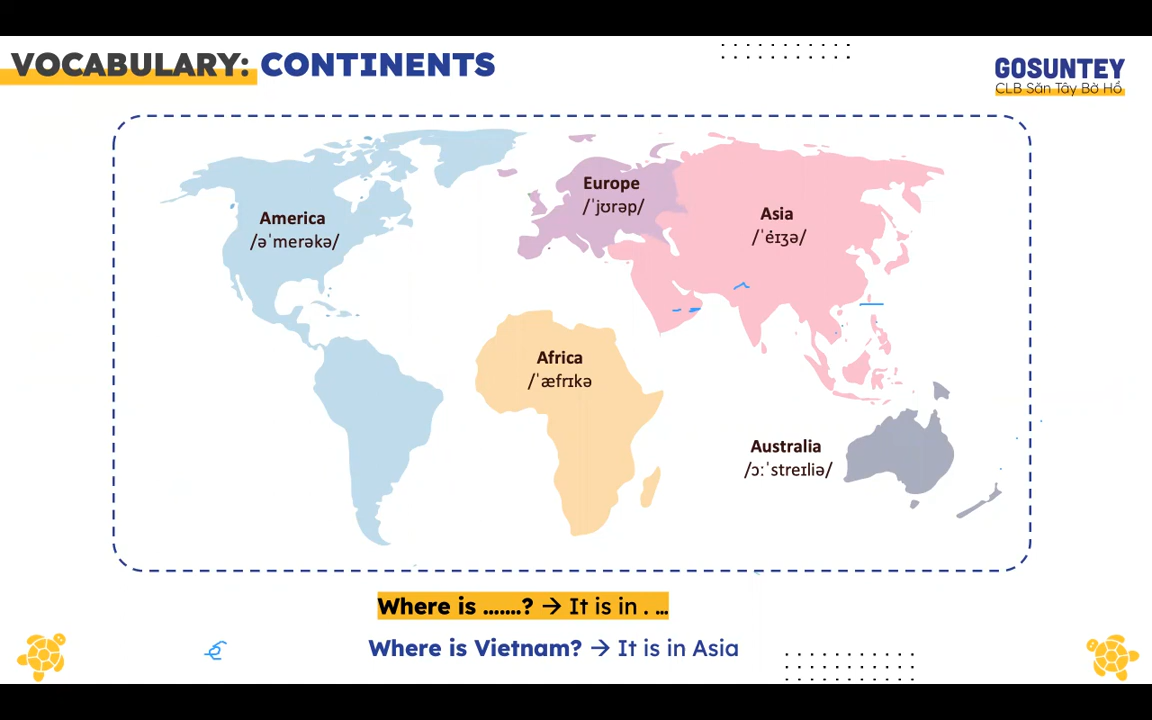 VOCABULARY: CONTINENTS
GOSUNTEY
CLB Săn Tây Bờ Hồ
America
/əˈmerəkə/
Europe
/ˈjʊrəp/
Asia
/ˈeɪʒə/
Africa
/ˈæfrɪkə
Australia
/ɔːˈstreɪliə/
Where is .......? → It is in . ...
Where is Vietnam? → It is in Asia